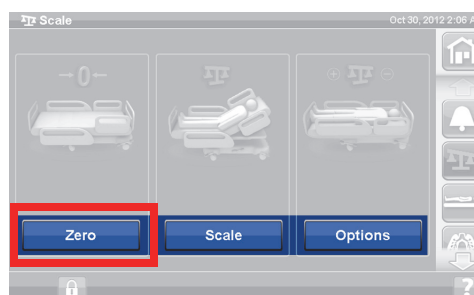 Scale
Oct 30, 2012 2:06 A
→0←
Zero
Scale
Options
?